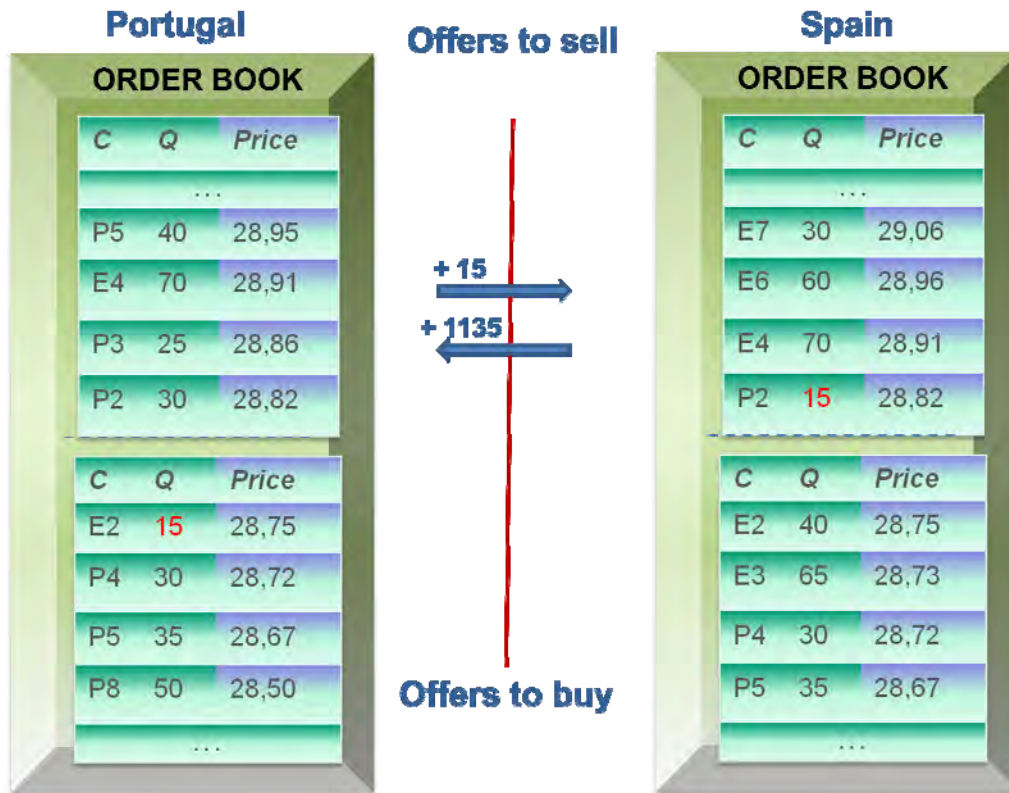 Portugal
ORDER BOOK
C Q Price
...
P5 40 28,95
E4 70 28,91
P3 25 28,86
P2 30 28,82
C Q Price
E2 15 28,75
P4 30 28,72
P5 35 28,67
P8 50 28,50
...
Offers to sell
+ 15
+ 1135
Offers to buy
Spain
ORDER BOOK
C Q Price
...
E7 30 29,06
E6 60 28,96
E4 70 28,91
P2 15 28,82
C Q Price
E2 40 28,75
E3 65 28,73
P4 30 28,72
P5 35 28,67
...